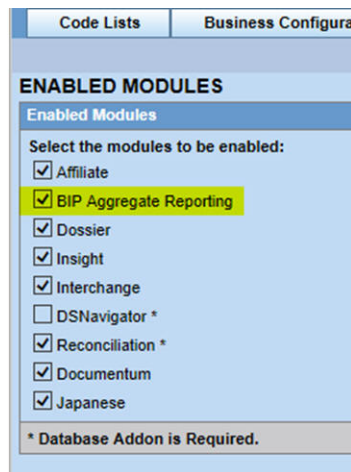 Code Lists
Business Configura
ENABLED MODULES
Enabled Modules
Select the modules to be enabled:
Affiliate
BIP Aggregate Reporting
Dossier
Insight
Interchange
DSNavigator *
Reconciliation *
Documentum
Japanese
* Database Addon is Required.